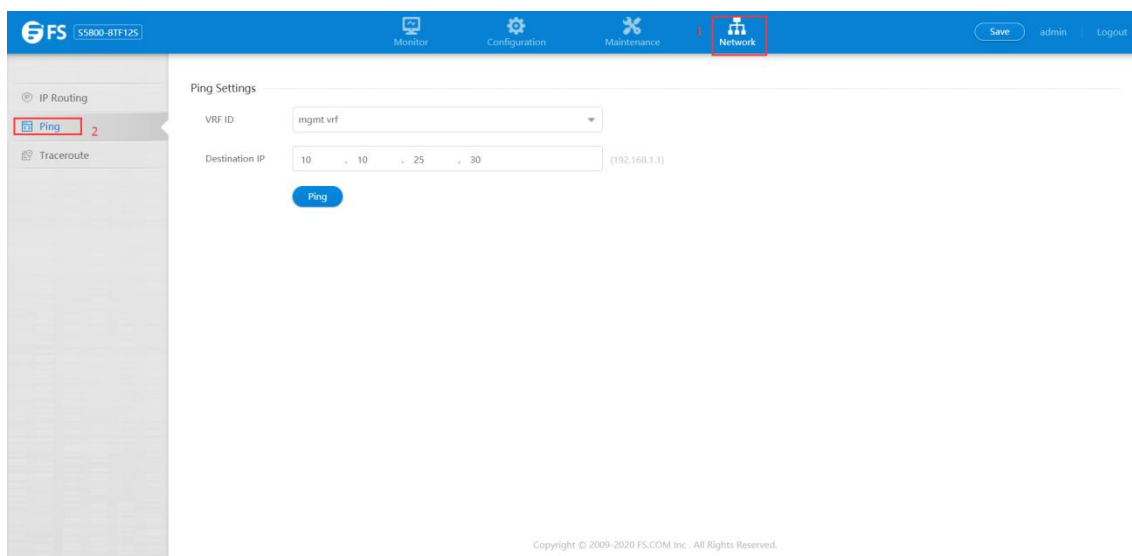 FS S5800-8TF12S
Monitor
Configuration
Maintenance
1
Network
Save
admin
Logout
IP Routing
Ping 2
Traceroute
Ping Settings
VRF ID mgmt vrf
Destination IP 10 . 10 . 25 . 30 (192.168.1.1)
Ping
Copyright © 2009-2020 FS.COM Inc . All Rights Reserved.